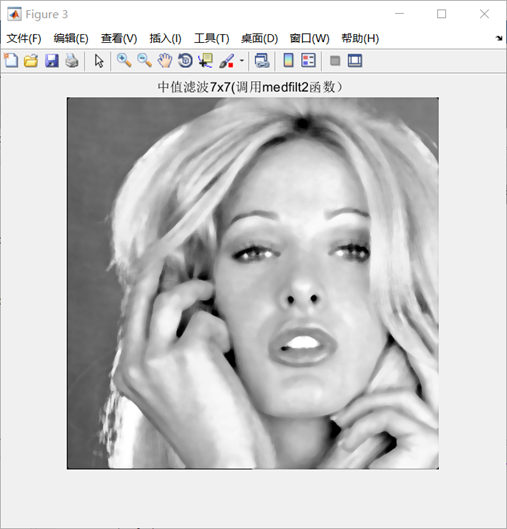 Figure 3
文件(F) 编辑(E) 查看(V) 插入(I) 工具(T) 桌面(D) 窗口(W) 帮助(H)
中值滤波7x7(调用medfilt2函数）